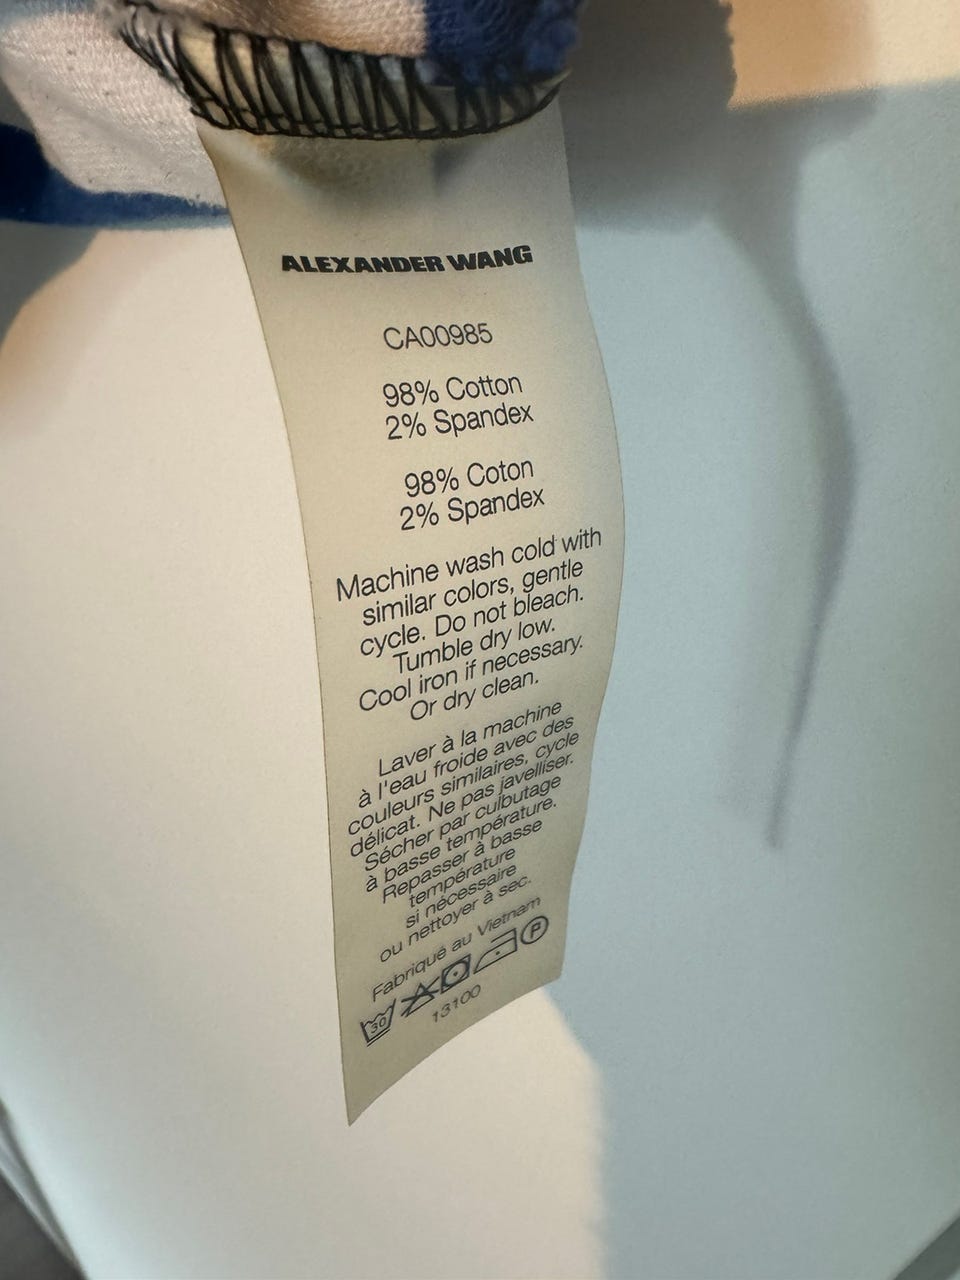 ALEXANDER WANG
CA00985
98% Cotton
2% Spandex
98% Coton
2% Spandex
Machine wash cold with
similar colors, gentle
cycle. Do not bleach.
Tumble dry low.
Cool iron if necessary.
Or dry clean.
Laver à la machine
à l'eau froide avec des
couleurs similaires, cycle
délicat. Ne pas javelliser.
Sécher par culbutage
à basse température.
Repasser à basse
température
si nécessaire
ou nettoyer à sec.
Fabriqué au Vietnam
30 P
13100